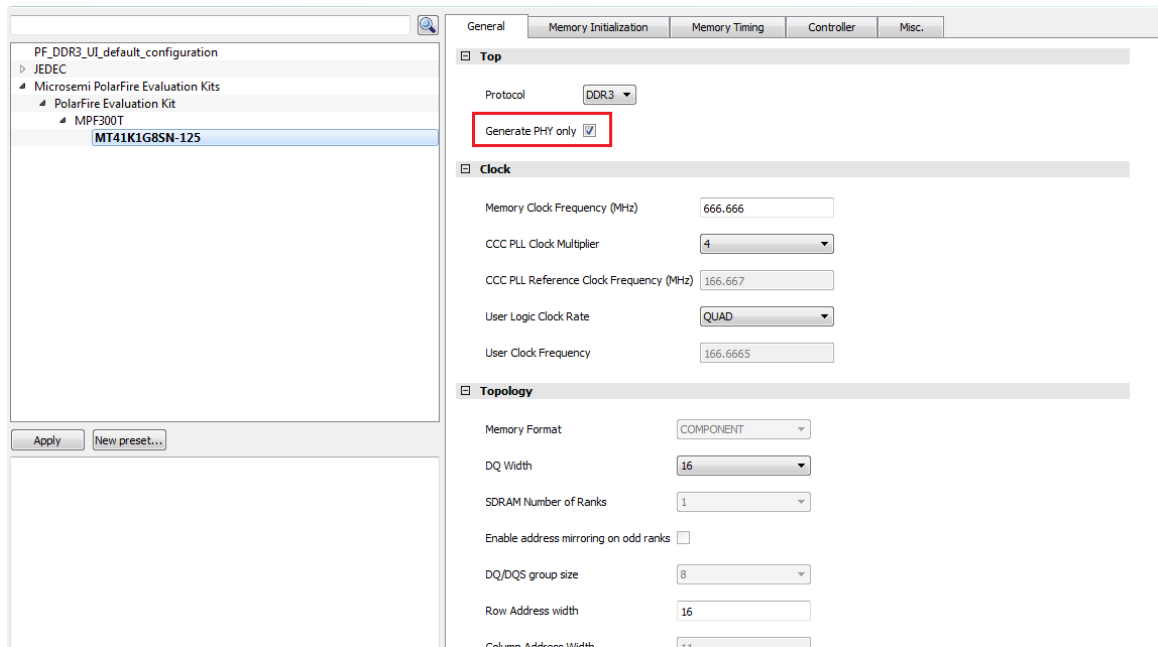 General
Memory Initialization
Memory Timing
Controller
Misc.
PF_DDR3_UI_default_configuration
JEDEC
Microsemi PolarFire Evaluation Kits
PolarFire Evaluation Kit
MPF300T
MT41K1G8SN-125
Apply
New preset...
Top
Protocol DDR3
Generate PHY only
Clock
Memory Clock Frequency (MHz) 666.666
CCC PLL Clock Multiplier 4
CCC PLL Reference Clock Frequency (MHz) 166.667
User Logic Clock Rate QUAD
User Clock Frequency 166.6665
Topology
Memory Format COMPONENT
DQ Width 16
SDRAM Number of Ranks 1
Enable address mirroring on odd ranks
DQ/DQS group size 8
Row Address width 16
Column Address Width 11